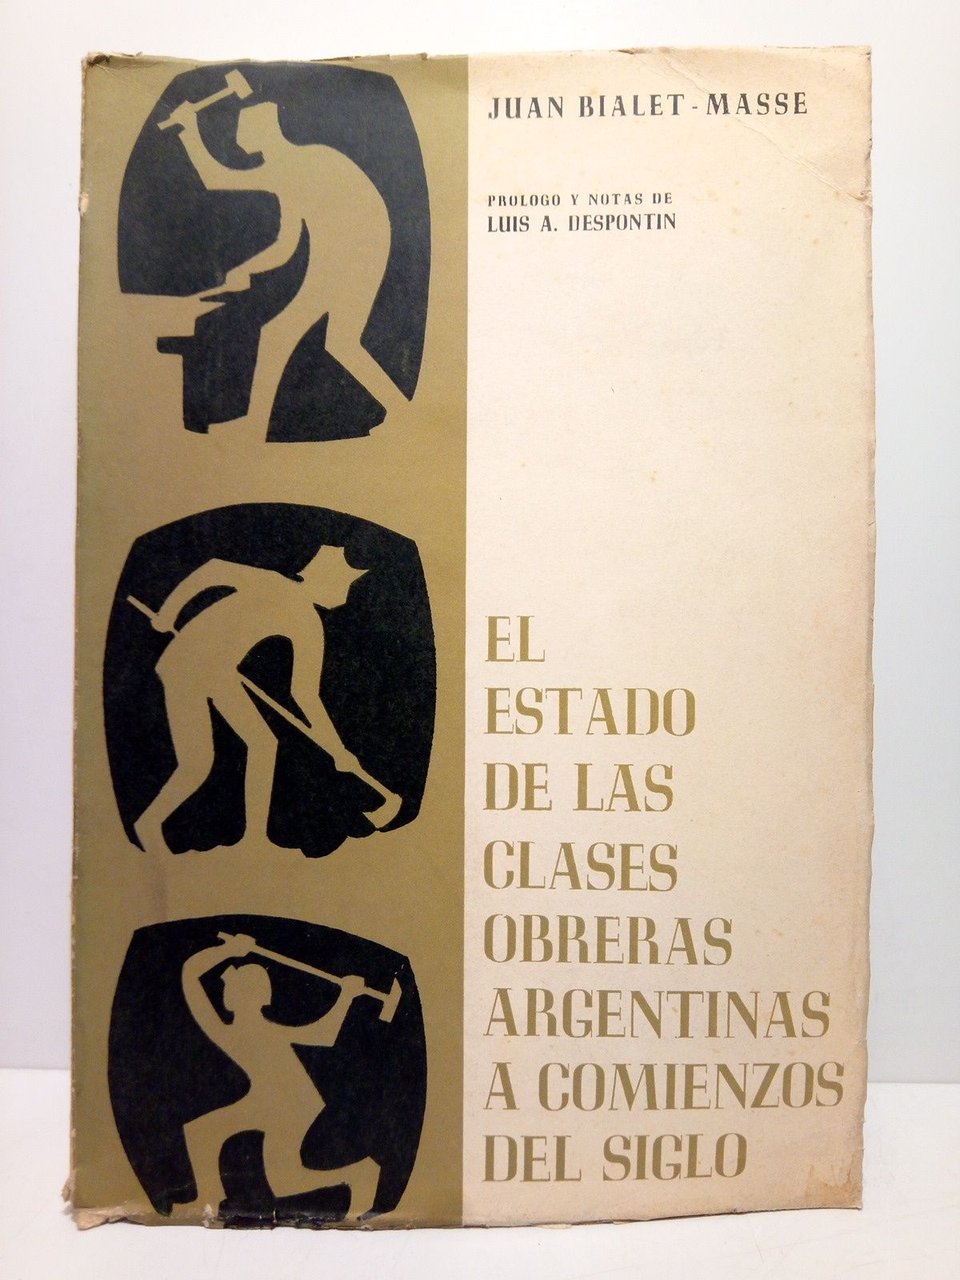 JUAN BIALET-MASSE
PROLOGO Y NOTAS DE
LUIS A. DESPONTIN
EL
ESTADO
DE LAS
CLASES
OBRERAS
ARGENTINAS
A COMIENZOS
DEL SIGLO